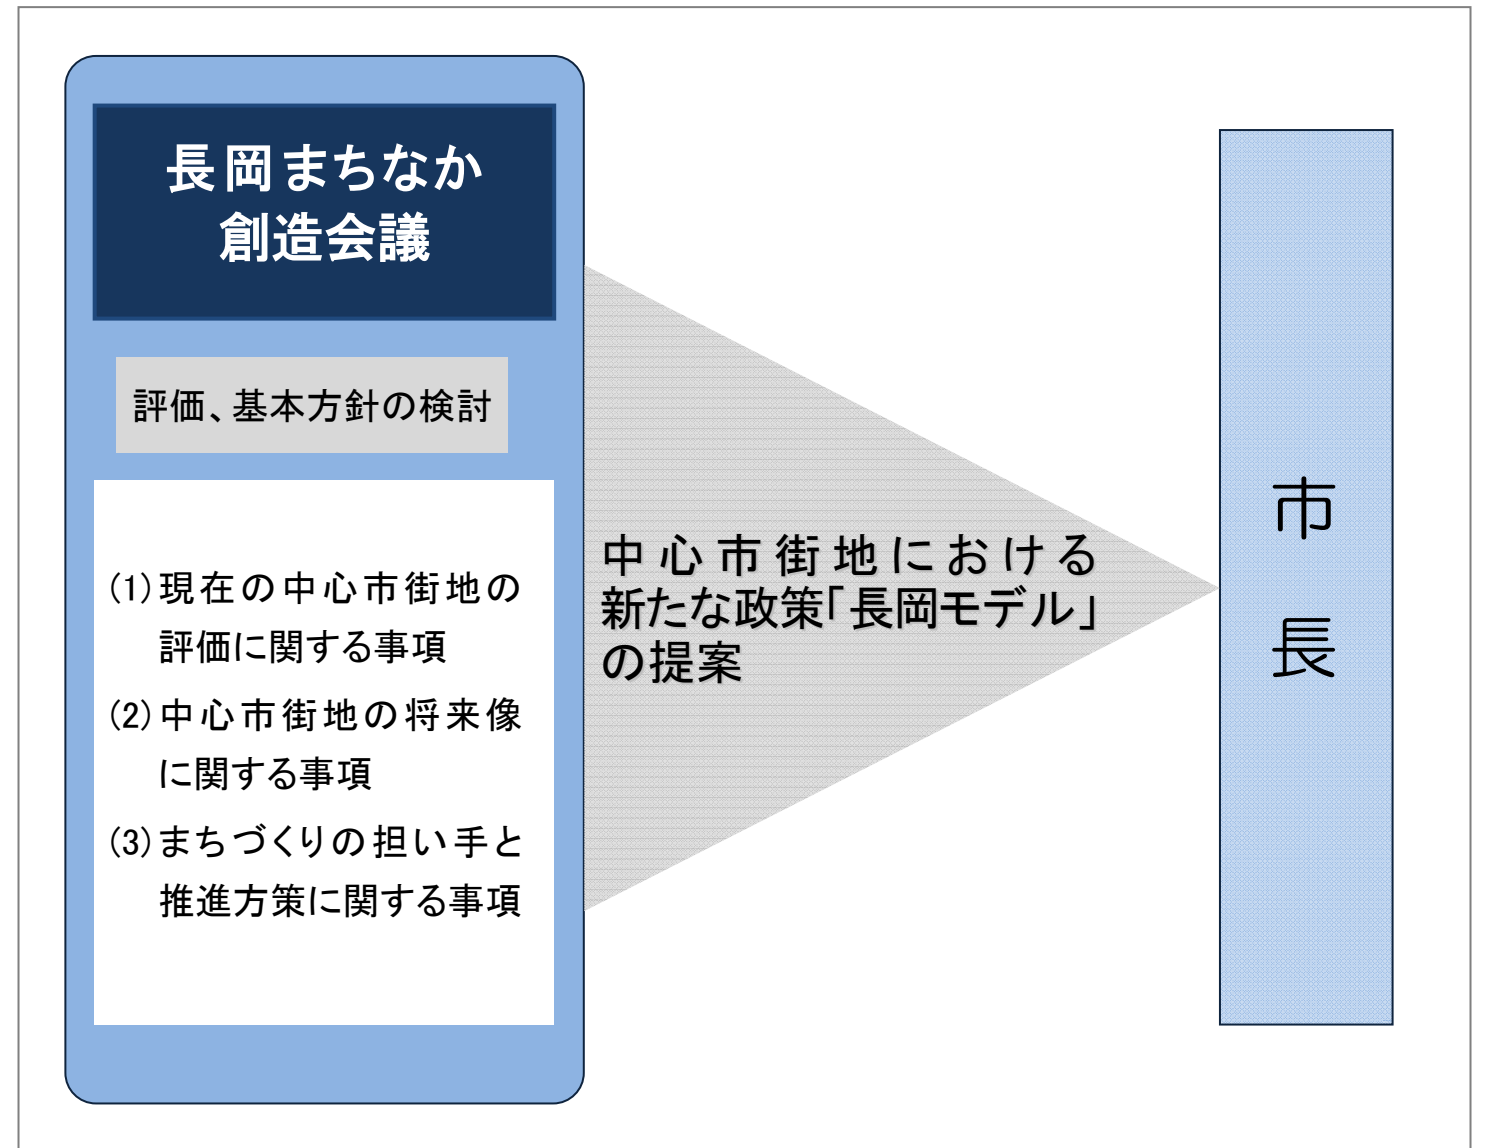 長岡まちなか
創造会議
評価、基本方針の検討
(1)現在の中心市街地の
評価に関する事項
(2)中心市街地の将来像
に関する事項
(3)まちづくりの担い手と
推進方策に関する事項
中心市街地における
新たな政策「長岡モデル」
の提案
市
長